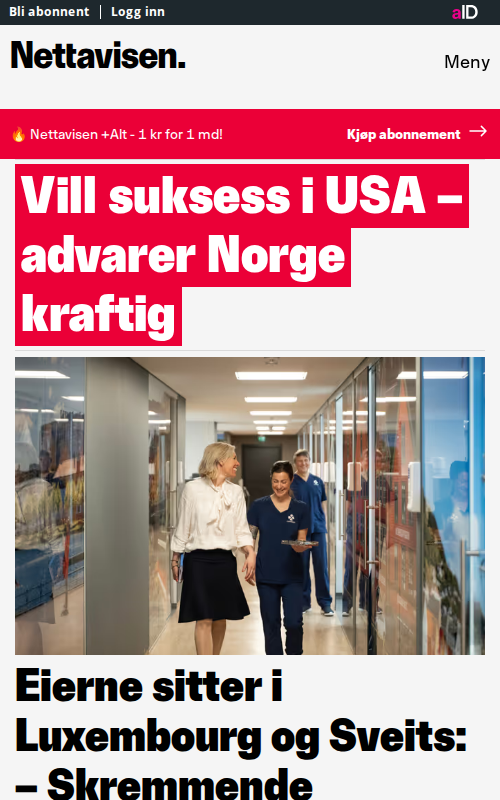 Bli abonnent | Logg inn
aID
Nettavisen.
Meny
🔥 Nettavisen +Alt - 1 kr for 1 md!
Kjøp abonnement →
Vill suksess i USA –
advarer Norge
kraftig
Eierne sitter i
Luxembourg og Sveits:
– Skremmende